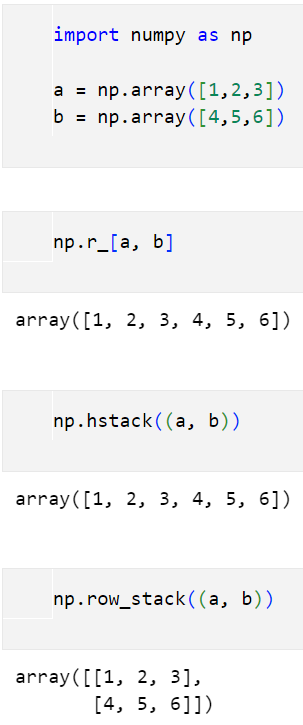 import numpy as np
a = np.array([1,2,3])
b = np.array([4,5,6])
np.r_[a, b]
array([1, 2, 3, 4, 5, 6])
np.hstack((a, b))
array([1, 2, 3, 4, 5, 6])
np.row_stack((a, b))
array([[1, 2, 3],
       [4, 5, 6]])